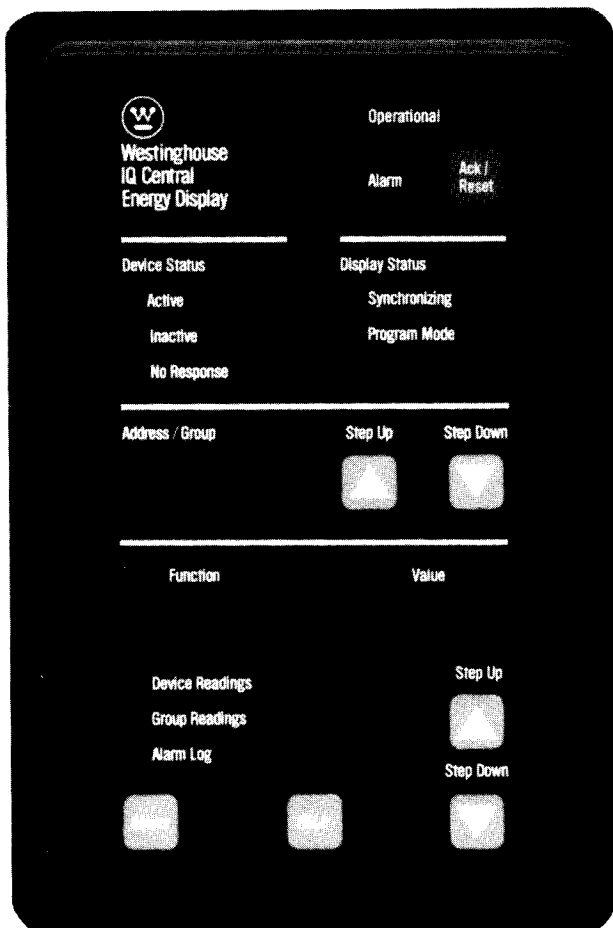 Westinghouse
IQ Central
Energy Display
Operational
Alarm
Ack /
Reset
Device Status
Active
Inactive
No Response
Display Status
Synchronizing
Program Mode
Address / Group
Step Up
Step Down
Function
Value
Device Readings
Group Readings
Alarm Log
Step Up
Step Down